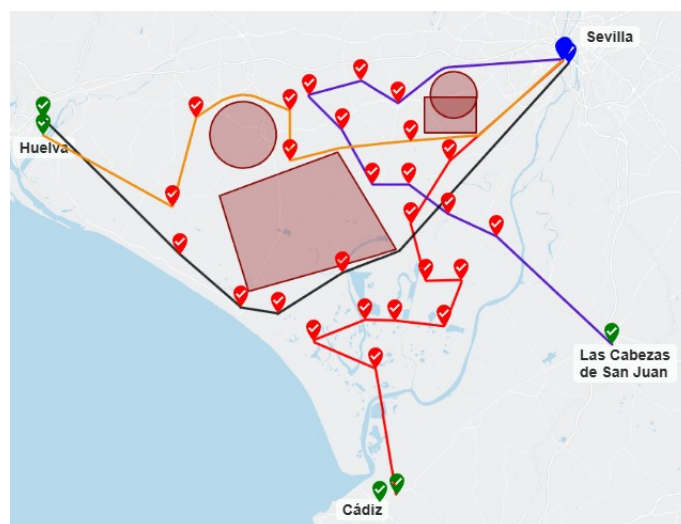 Sevilla
Huelva
Las Cabezas
de San Juan
Cádiz